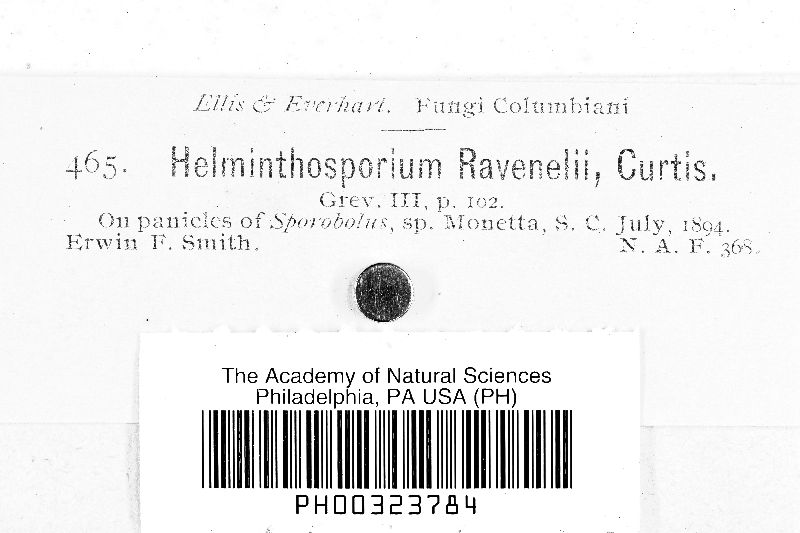 Ellis & Everhart. Fungi Columbiani
465. Helminthosporium Ravenelii, Curtis.
Grev. III, p. 102.
On panicles of Sporobolus, sp. Monetta, S. C. July, 1894.
Erwin F. Smith. N. A. F. 368.
The Academy of Natural Sciences
Philadelphia, PA USA (PH)
PH00323784